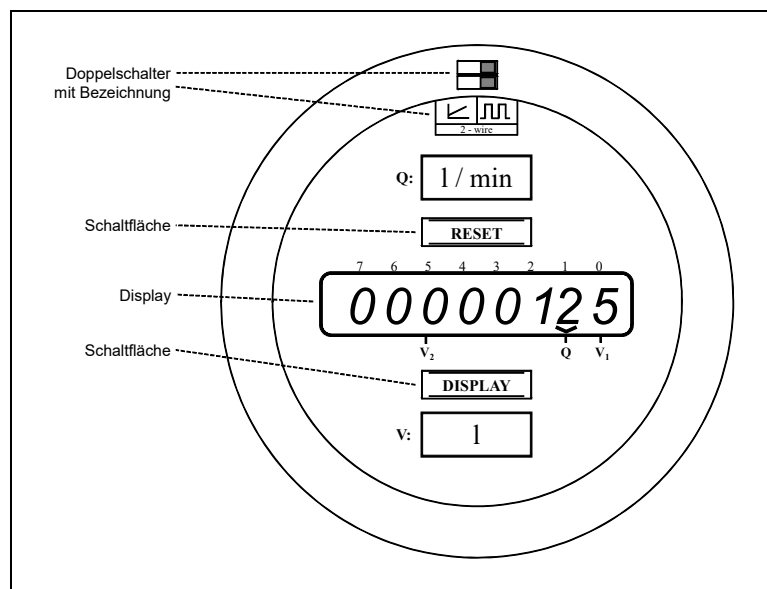 Doppelschalter
mit Bezeichnung
2 - wire
Q: l / min
Schaltfläche
RESET
7 6 5 4 3 2 1 0
Display
00000125
V₂ Q V₁
Schaltfläche
DISPLAY
V: l